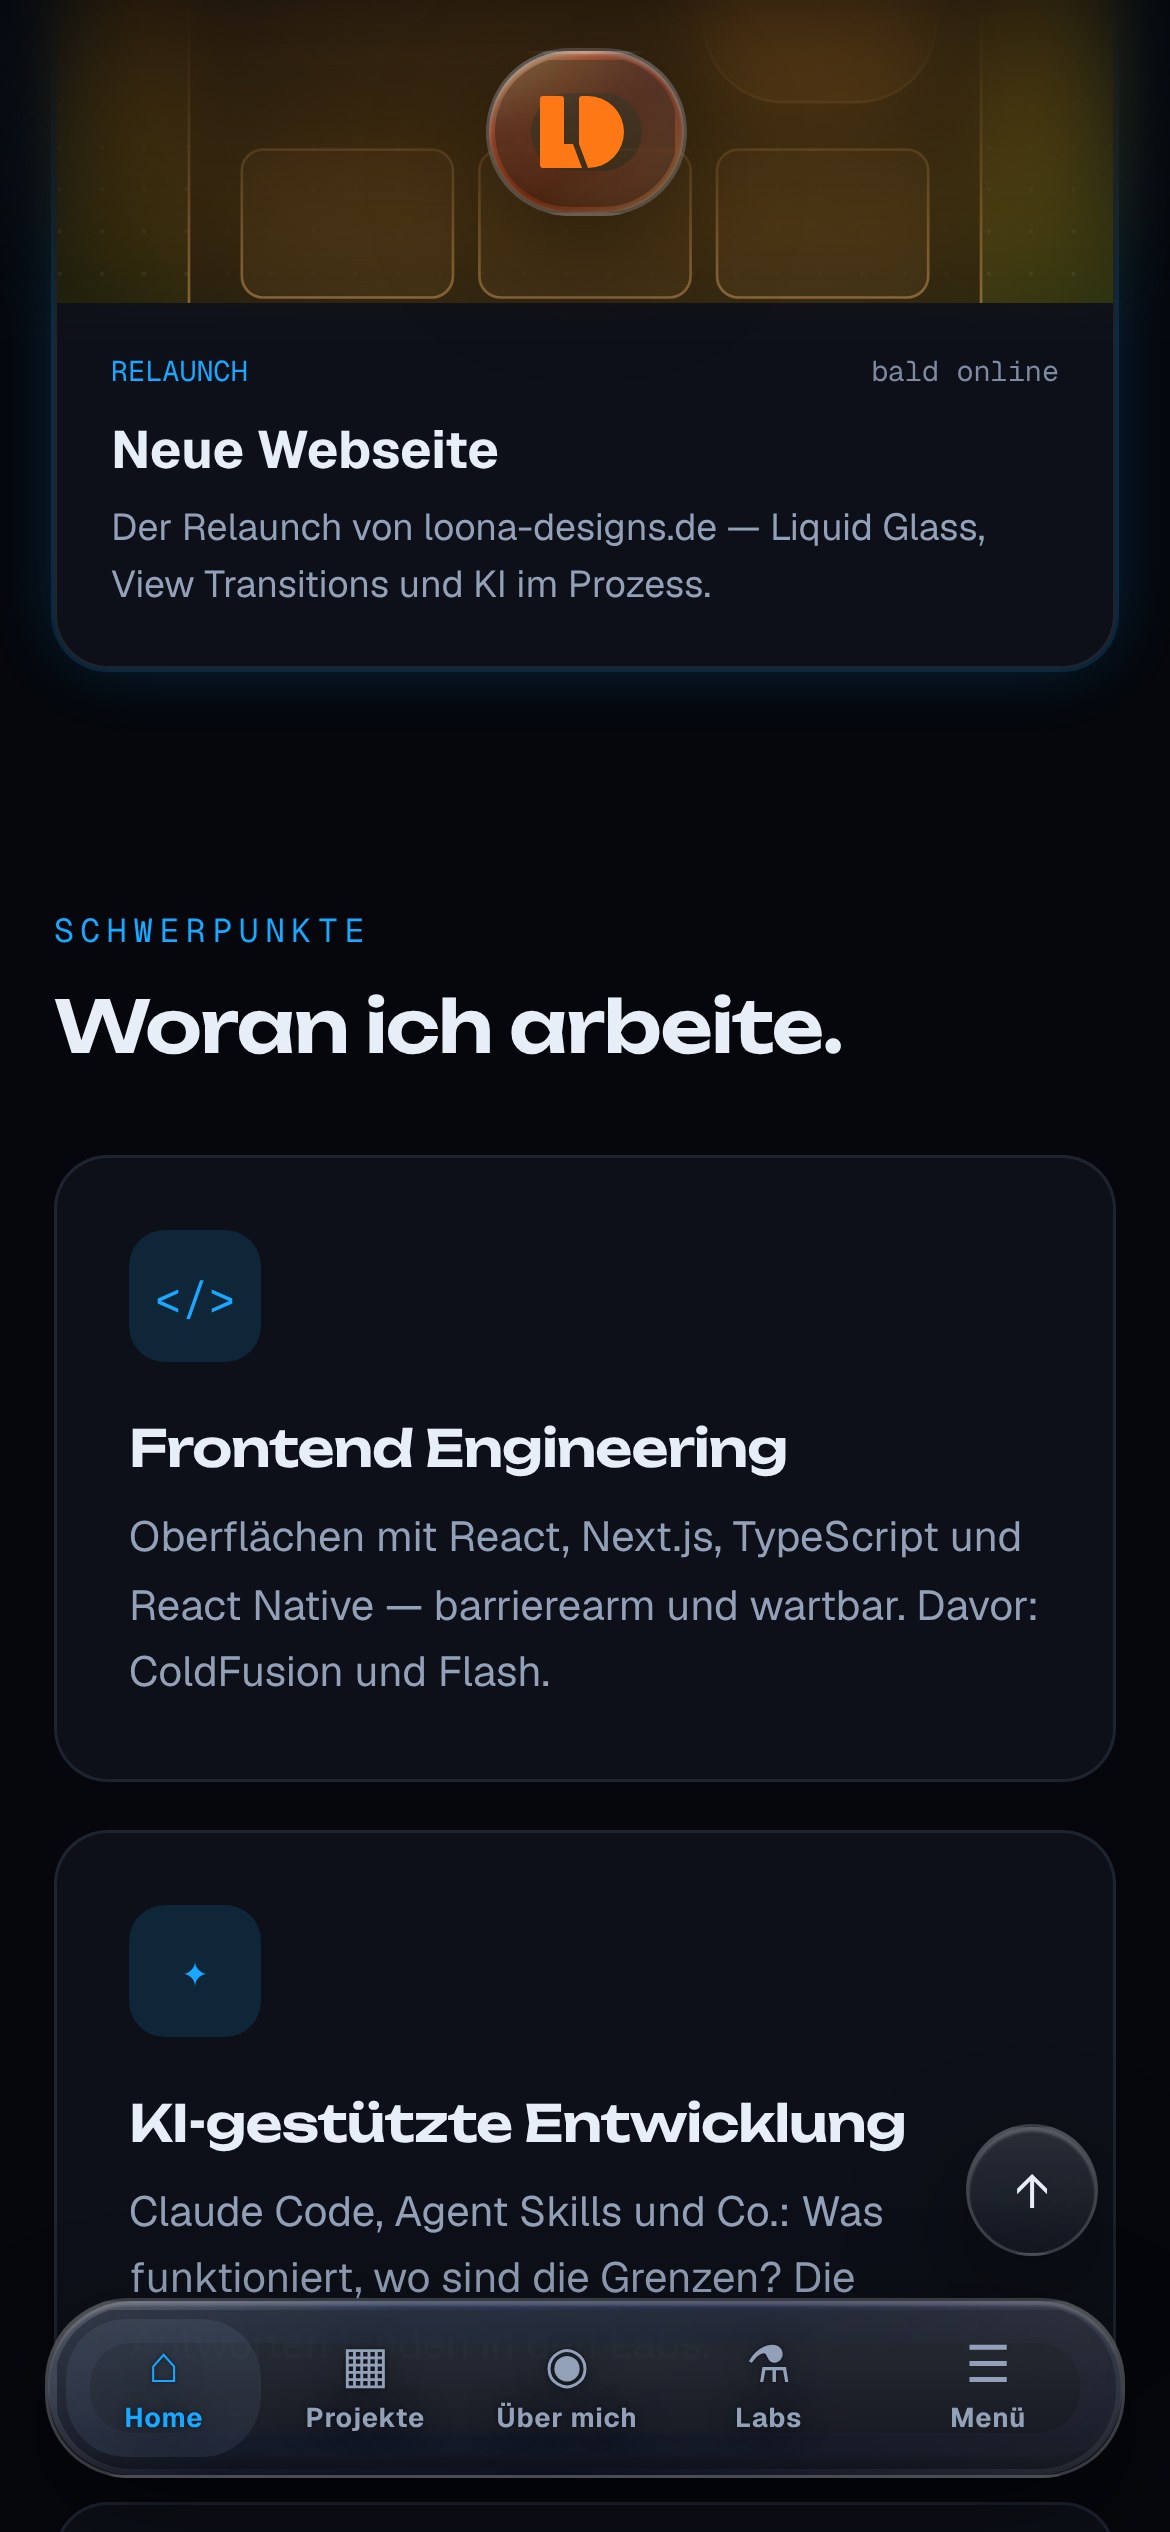 LD
RELAUNCH
bald online
Neue Webseite
Der Relaunch von loona-designs.de — Liquid Glass,
View Transitions und KI im Prozess.
SCHWERPUNKTE
Woran ich arbeite.
</>
Frontend Engineering
Oberflächen mit React, Next.js, TypeScript und
React Native — barrierearm und wartbar. Davor:
ColdFusion und Flash.
KI-gestützte Entwicklung
Claude Code, Agent Skills und Co.: Was
funktioniert, wo sind die Grenzen? Die
Home
Projekte
Über mich
Labs
Menü